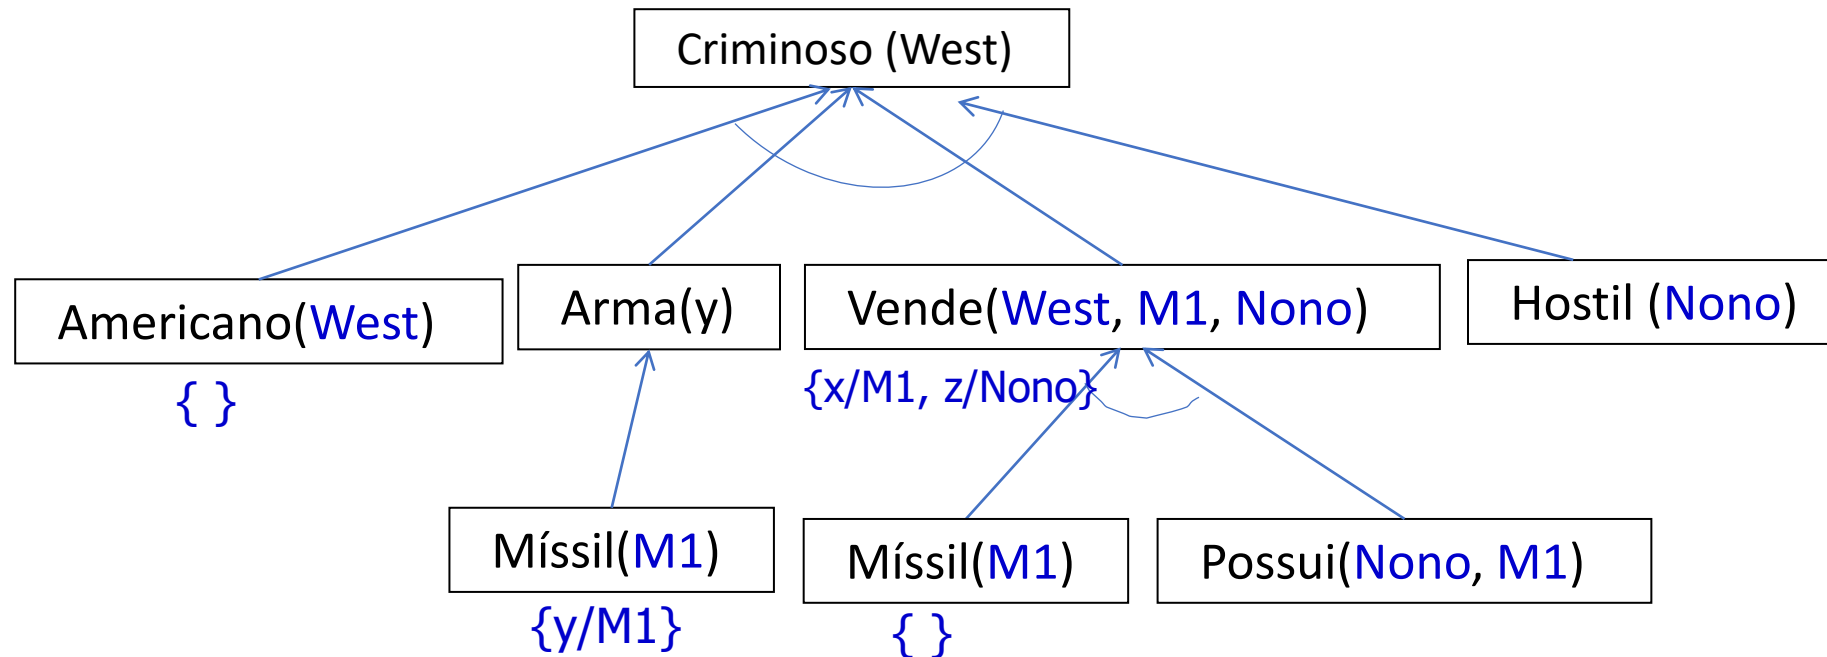 Criminoso (West)
Americano(West)
Arma(y)
Vende(West, M1, Nono)
Hostil (Nono)
{ }
{x/M1, z/Nono}
Míssil(M1)
Míssil(M1)
Possui(Nono, M1)
{y/M1}
{ }